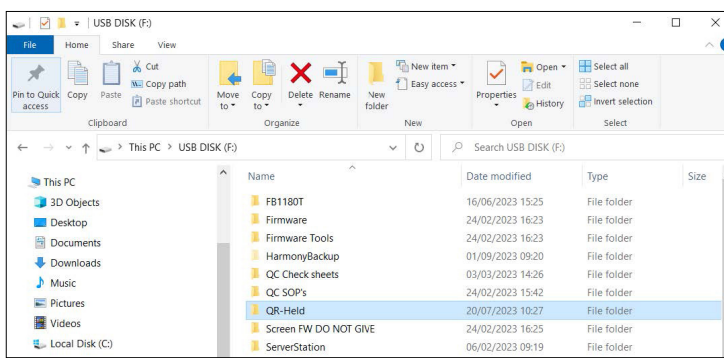 USB DISK (F:)
File Home Share View
Pin to Quick access
Copy
Paste
Cut
Copy path
Paste shortcut
Move to
Copy to
Delete
Rename
New folder
New item
Easy access
Properties
Open
Edit
History
Select all
Select none
Invert selection
Clipboard Organize New Open Select
This PC > USB DISK (F:) Search USB DISK (F:)
Name Date modified Type Size
This PC
3D Objects
Desktop
Documents
Downloads
Music
Pictures
Videos
Local Disk (C:)
FB1180T 16/06/2023 15:25 File folder
Firmware 24/02/2023 16:23 File folder
Firmware Tools 24/02/2023 16:23 File folder
HarmonyBackup 01/09/2023 09:20 File folder
QC Check sheets 03/03/2023 14:26 File folder
QC SOP's 24/02/2023 15:42 File folder
QR-Held 20/07/2023 10:27 File folder
Screen FW DO NOT GIVE 24/02/2023 16:25 File folder
ServerStation 06/02/2023 09:19 File folder